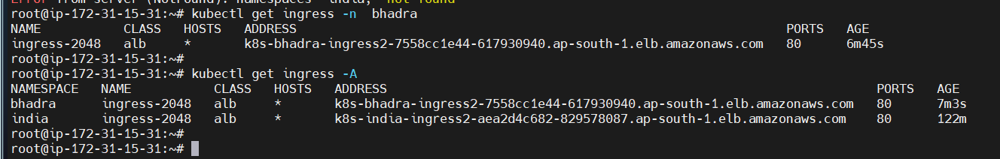 Error from server (NotFound): namespaces "india," not found
root@ip-172-31-15-31:~# kubectl get ingress -n  bhadra
NAME           CLASS   HOSTS   ADDRESS                                                                  PORTS   AGE
ingress-2048   alb     *       k8s-bhadra-ingress2-7558cc1e44-617930940.ap-south-1.elb.amazonaws.com   80      6m45s
root@ip-172-31-15-31:~#
root@ip-172-31-15-31:~# kubectl get ingress -A
NAMESPACE   NAME           CLASS   HOSTS   ADDRESS                                                                  PORTS   AGE
bhadra      ingress-2048   alb     *       k8s-bhadra-ingress2-7558cc1e44-617930940.ap-south-1.elb.amazonaws.com   80      7m3s
india       ingress-2048   alb     *       k8s-india-ingress2-aea2d4c682-829578087.ap-south-1.elb.amazonaws.com    80      122m
root@ip-172-31-15-31:~#
root@ip-172-31-15-31:~#